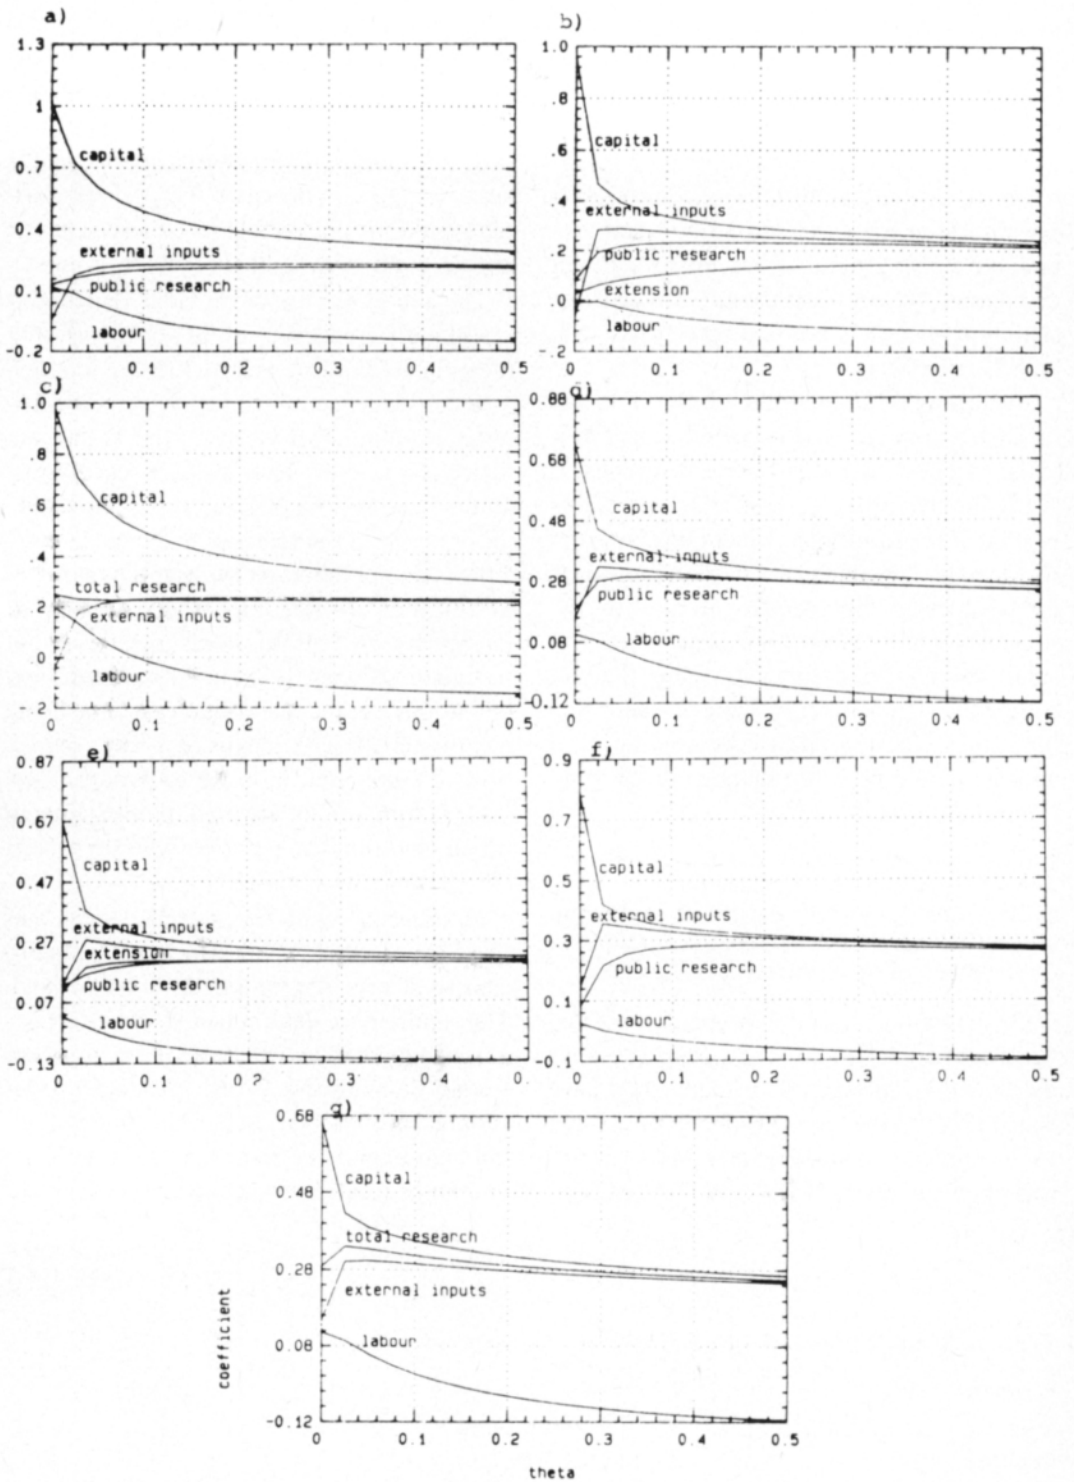 a)
1.3
1
0.7
0.4
0.1
-0.2
capital
external inputs
public research
labour
0 0.1 0.2 0.3 0.4 0.5
b)
1.0
.8
.6
.4
.2
.0
-.2
capital
external inputs
public research
extension
labour
0 0.1 0.2 0.3 0.4 0.5
c)
1.0
.8
.6
.4
.2
.0
-.2
capital
total research
external inputs
labour
0 0.1 0.2 0.3 0.4 0.5
d)
0.88
0.68
0.48
0.28
0.08
-0.12
capital
external inputs
public research
labour
0 0.1 0.2 0.3 0.4 0.5
e)
0.87
0.67
0.47
0.27
0.07
-0.13
capital
external inputs
extension
public research
labour
0 0.1 0.2 0.3 0.4 0.
f)
0.9
0.7
0.5
0.3
0.1
-0.1
capital
external inputs
public research
labour
0 0.1 0.2 0.3 0.4 0.5
g)
0.68
0.48
0.28
0.08
-0.12
capital
total research
external inputs
labour
coefficient
0 0.1 0.2 0.3 0.4 0.5
theta